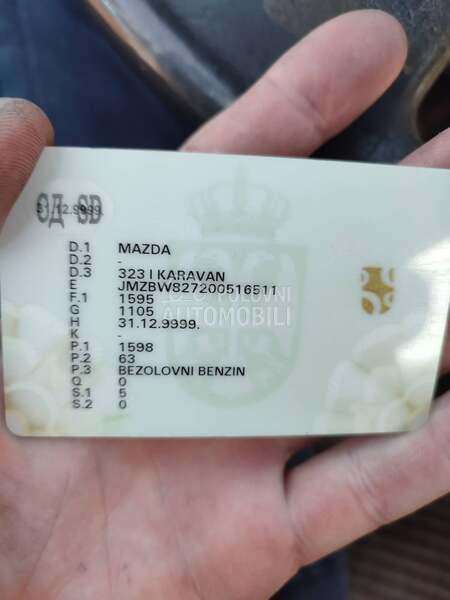 ЭД SD
31.12.9999.
D.1 MAZDA
D.2 -
D.3 323 I KARAVAN
E JMZBW827200516511
F.1 1595
G 1105
H 31.12.9999.
K -
P.1 1598
P.2 63
P.3 BEZOLOVNI BENZIN
Q 0
S.1 5
S.2 0
POLOVNI
AUTOMOBILI